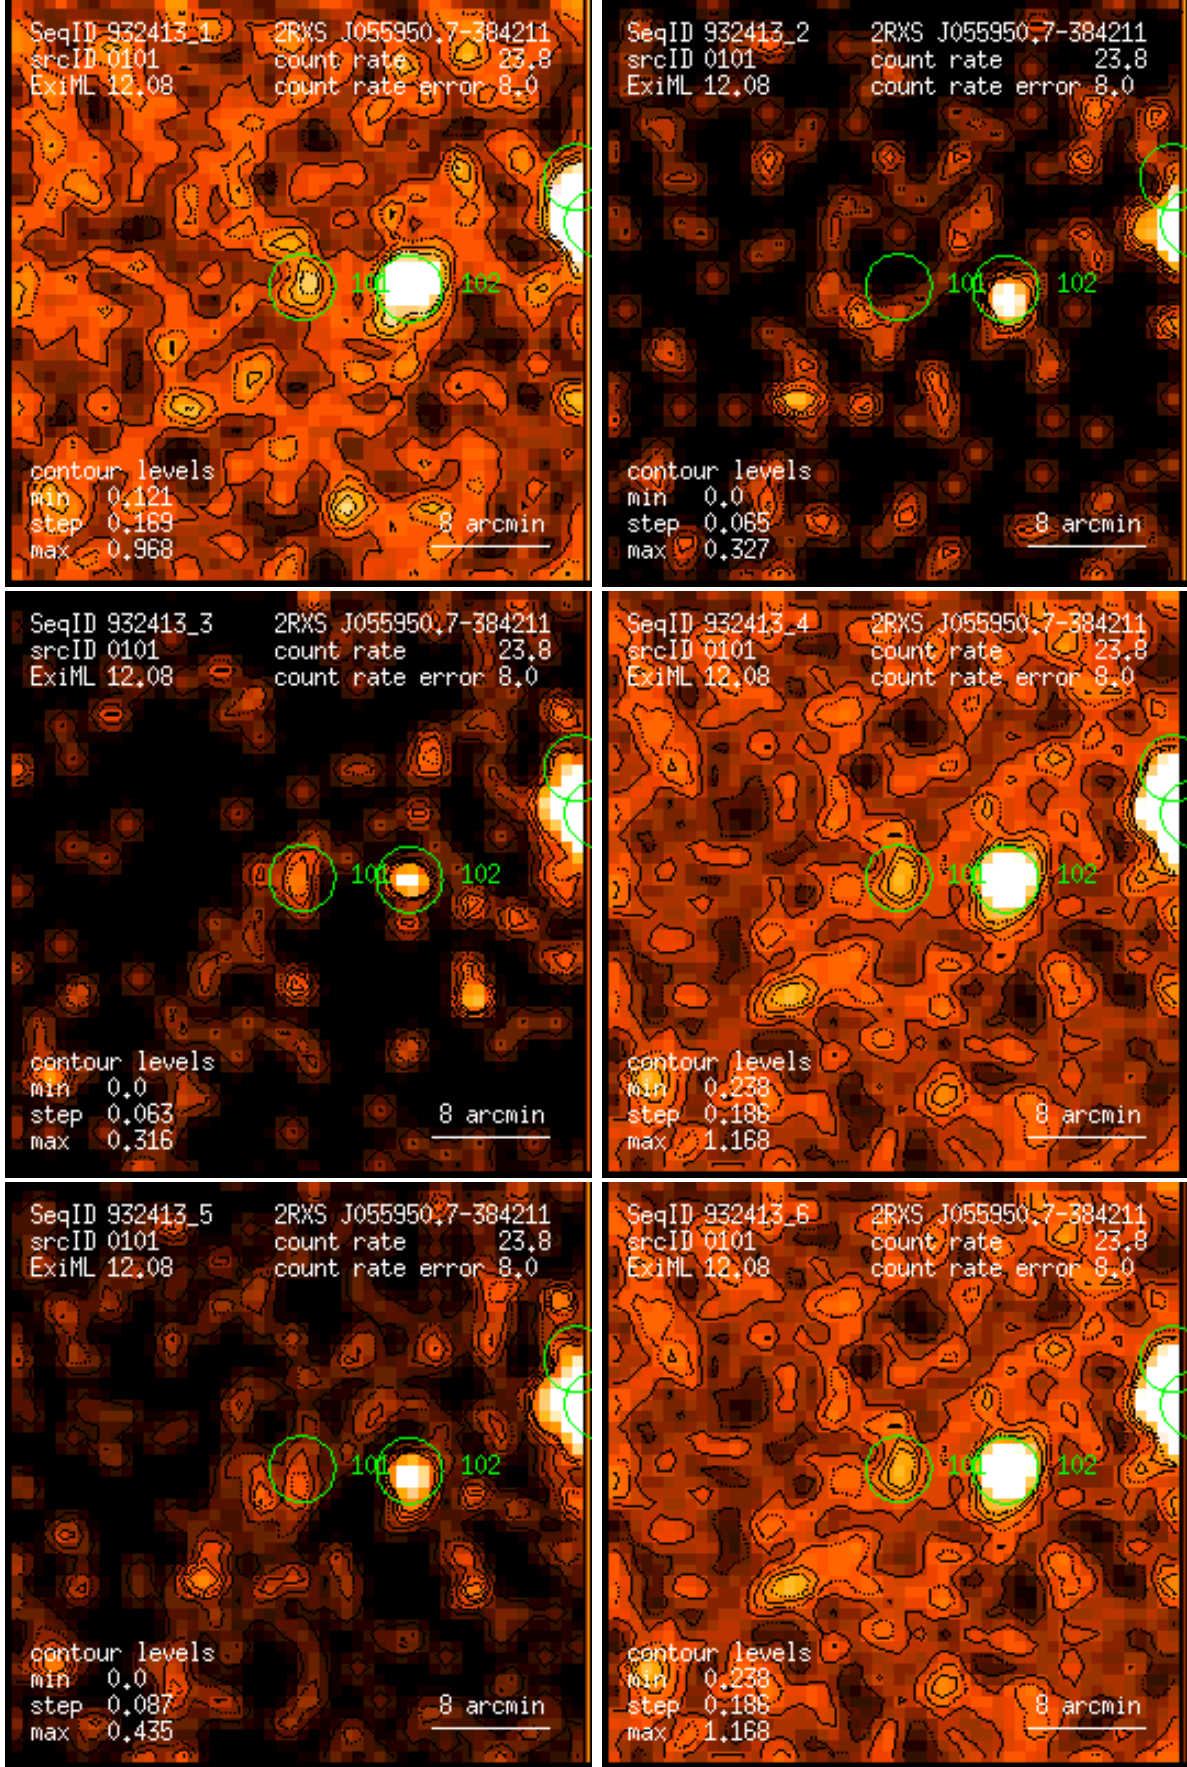 SeqID 932413_1 2RXS J055950.7-384211
srcID 0101 count rate 23.8
ExiML 12.08 count rate error 8.0
101 102
contour levels
min 0.121
step 0.169 8 arcmin
max 0.968
SeqID 932413_2 2RXS J055950.7-384211
srcID 0101 count rate 23.8
ExiML 12.08 count rate error 8.0
101 102
contour levels
min 0.0
step 0.065 8 arcmin
max 0.327
SeqID 932413_3 2RXS J055950.7-384211
srcID 0101 count rate 23.8
ExiML 12.08 count rate error 8.0
101 102
contour levels
min 0.0
step 0.063 8 arcmin
max 0.316
SeqID 932413_4 2RXS J055950.7-384211
srcID 0101 count rate 23.8
ExiML 12.08 count rate error 8.0
101 102
contour levels
min 0.238
step 0.186 8 arcmin
max 1.168
SeqID 932413_5 2RXS J055950.7-384211
srcID 0101 count rate 23.8
ExiML 12.08 count rate error 8.0
101 102
contour levels
min 0.0
step 0.087 8 arcmin
max 0.435
SeqID 932413_6 2RXS J055950.7-384211
srcID 0101 count rate 23.8
ExiML 12.08 count rate error 8.0
101 102
contour levels
min 0.238
step 0.186 8 arcmin
max 1.168